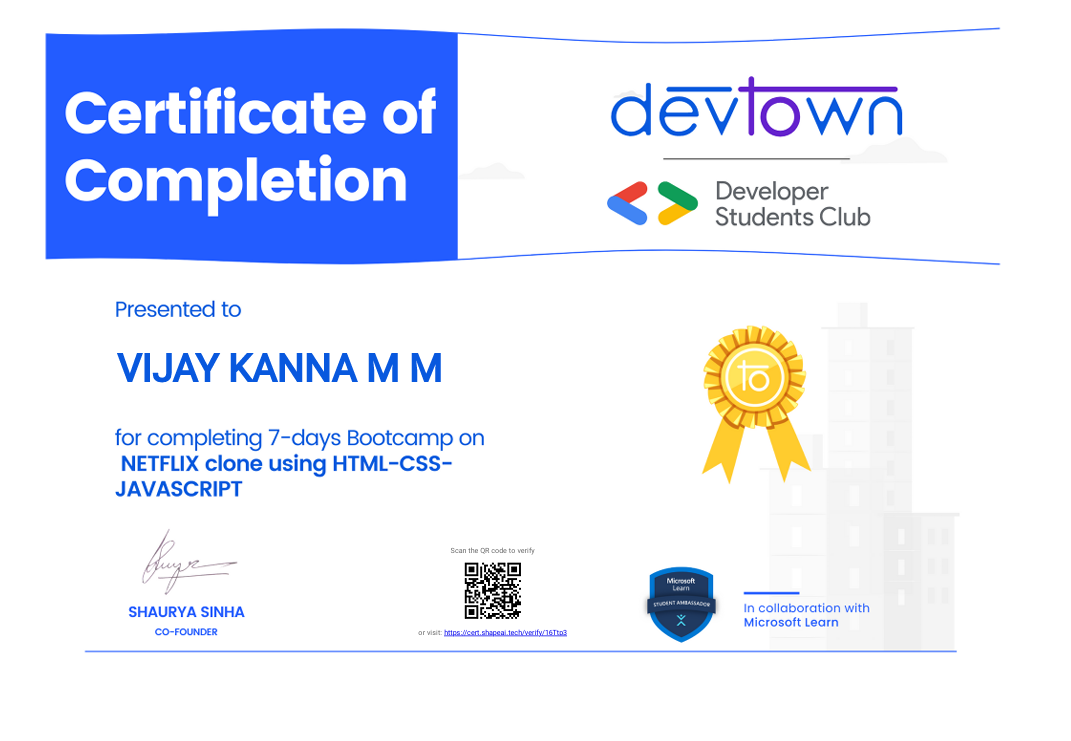 Certificate of
Completion
devtown
Developer
Students Club
Presented to
VIJAY KANNA M M
for completing 7-days Bootcamp on
NETFLIX clone using HTML-CSS-
JAVASCRIPT
to
SHAURYA SINHA
CO-FOUNDER
Scan the QR code to verify
or visit: https://cert.shapeai.tech/verify/16Ttp3
Microsoft
Learn
STUDENT AMBASSADOR
In collaboration with
Microsoft Learn